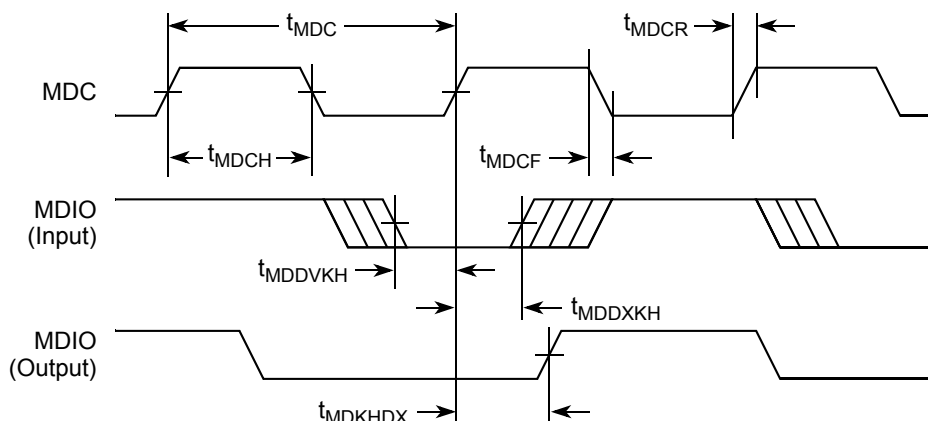 tMDC
tMDCR
MDC
tMDCH
tMDCF
MDIO
(Input)
tMDDVKH
tMDDXKH
MDIO
(Output)
tMDKHDX